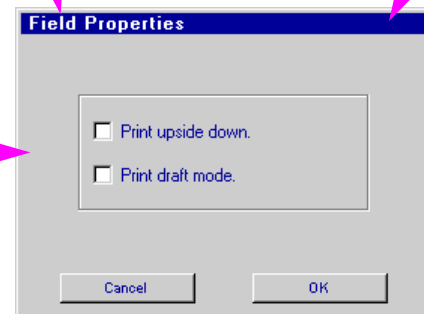 Field Properties
Print upside down.
Print draft mode.
Cancel OK